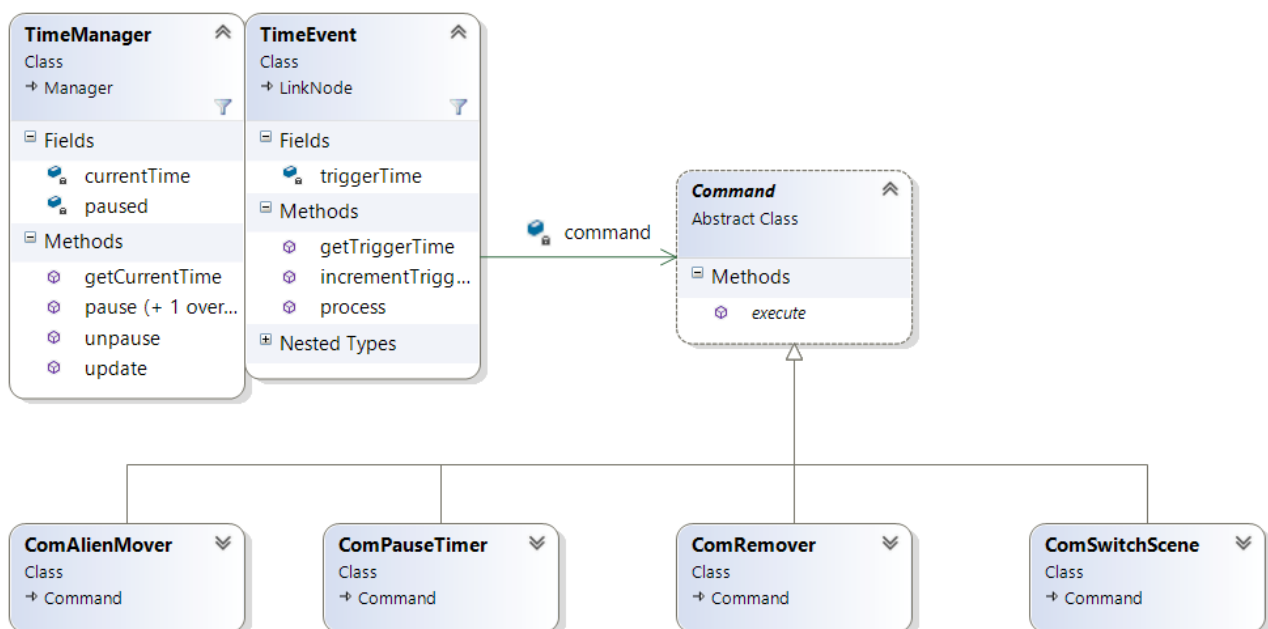 TimeManager
Class
Manager
Fields
currentTime
paused
Methods
getCurrentTime
pause (+ 1 over...
unpause
update
TimeEvent
Class
LinkNode
Fields
triggerTime
Methods
getTriggerTime
incrementTrigg...
process
Nested Types
command
Command
Abstract Class
Methods
execute
ComAlienMover
Class
Command
ComPauseTimer
Class
Command
ComRemover
Class
Command
ComSwitchScene
Class
Command